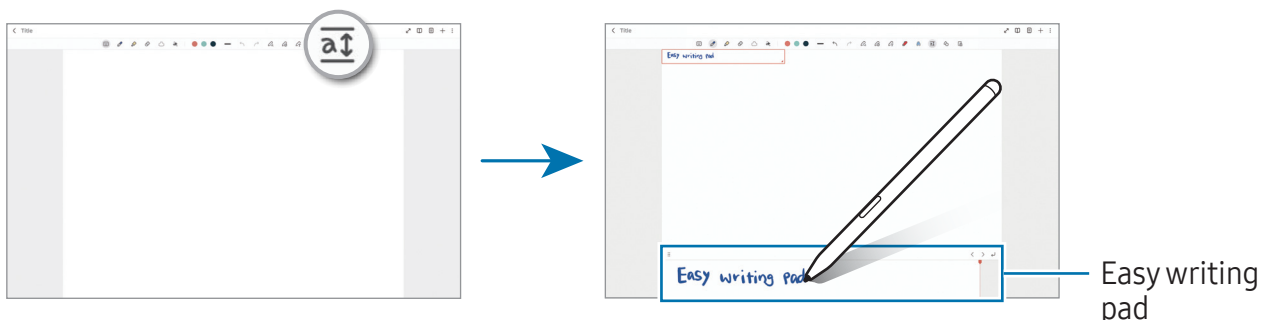 Title
a
Title
Easy writing pad
Easy writing pad
Easy writing
pad